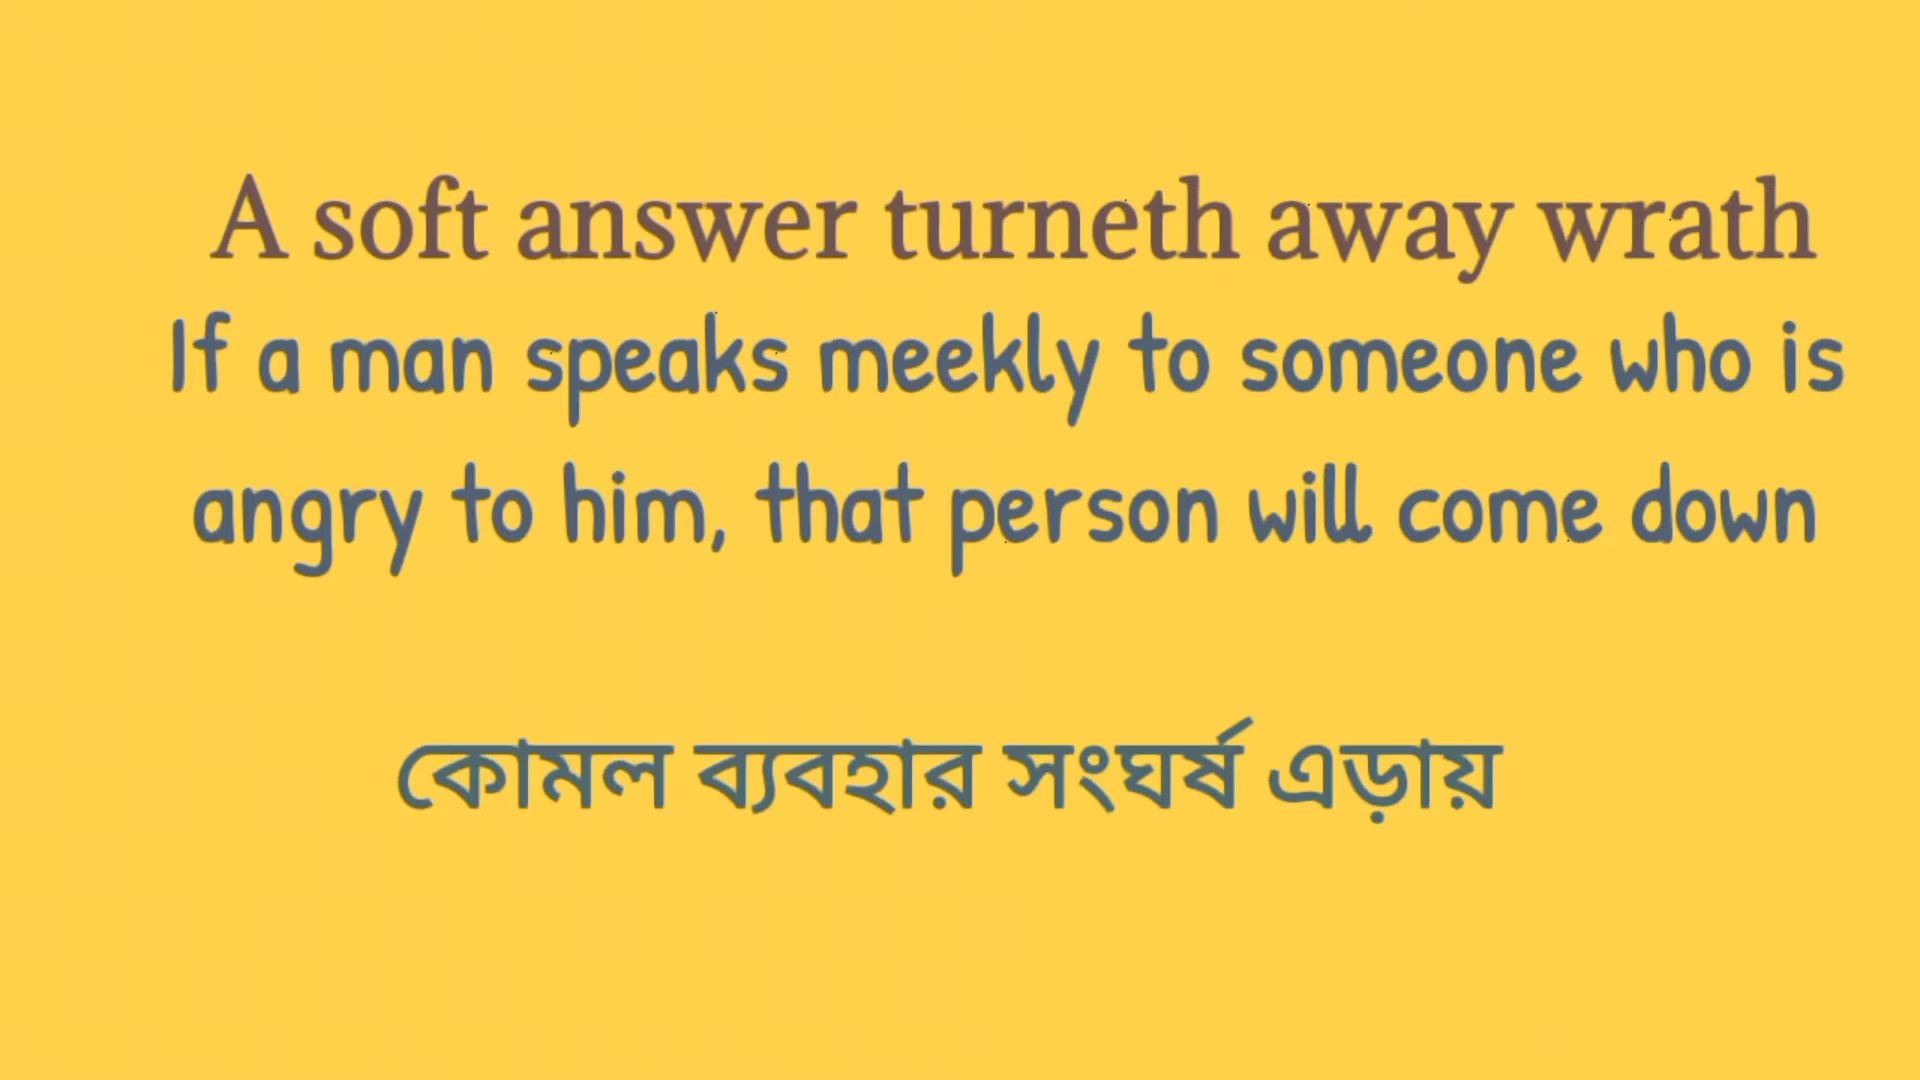 A soft answer turneth away wrath
If a man speaks meekly to someone who is
angry to him, that person will come down
কোমল ব্যবহার সংঘর্ষ এড়ায়